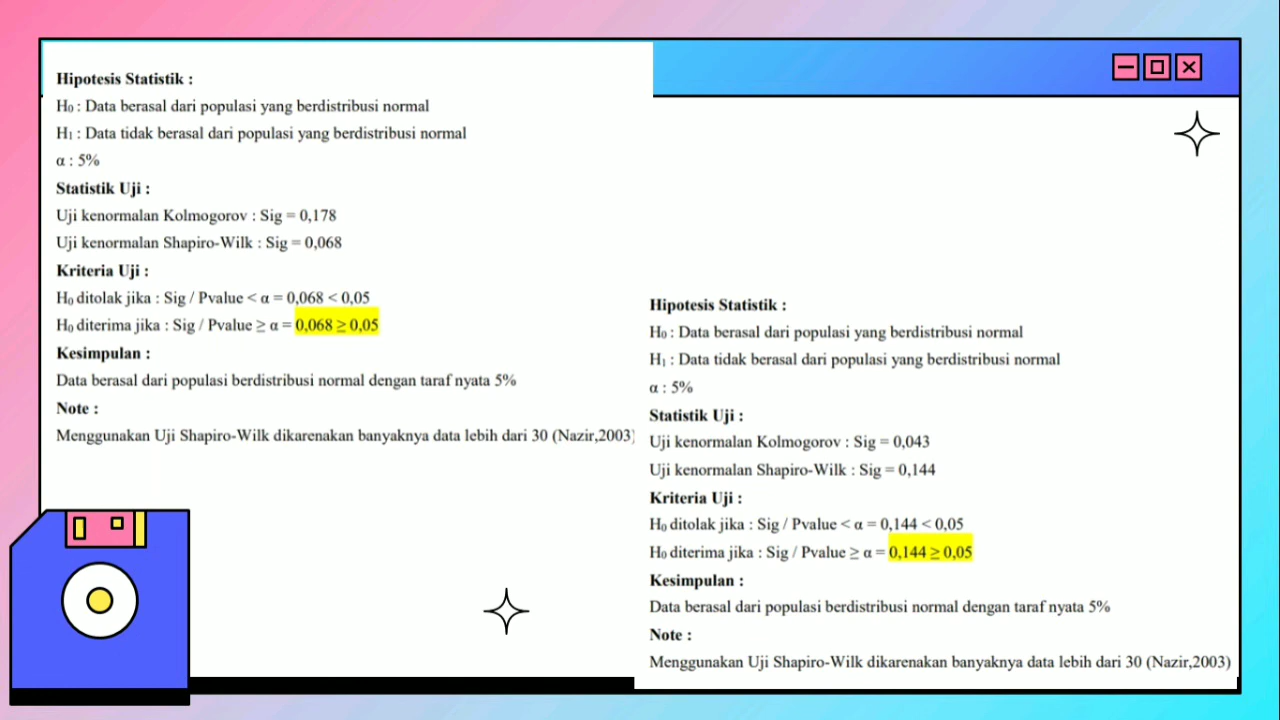 Hipotesis Statistik :
H₀ : Data berasal dari populasi yang berdistribusi normal
H₁ : Data tidak berasal dari populasi yang berdistribusi normal
α : 5%
Statistik Uji :
Uji kenormalan Kolmogorov : Sig = 0,178
Uji kenormalan Shapiro-Wilk : Sig = 0,068
Kriteria Uji :
H₀ ditolak jika : Sig / Pvalue < α = 0,068 < 0,05
H₀ diterima jika : Sig / Pvalue ≥ α = 0,068 ≥ 0,05
Kesimpulan :
Data berasal dari populasi berdistribusi normal dengan taraf nyata 5%
Note :
Menggunakan Uji Shapiro-Wilk dikarenakan banyaknya data lebih dari 30 (Nazir,2003)
Hipotesis Statistik :
H₀ : Data berasal dari populasi yang berdistribusi normal
H₁ : Data tidak berasal dari populasi yang berdistribusi normal
α : 5%
Statistik Uji :
Uji kenormalan Kolmogorov : Sig = 0,043
Uji kenormalan Shapiro-Wilk : Sig = 0,144
Kriteria Uji :
H₀ ditolak jika : Sig / Pvalue < α = 0,144 < 0,05
H₀ diterima jika : Sig / Pvalue ≥ α = 0,144 ≥ 0,05
Kesimpulan :
Data berasal dari populasi berdistribusi normal dengan taraf nyata 5%
Note :
Menggunakan Uji Shapiro-Wilk dikarenakan banyaknya data lebih dari 30 (Nazir,2003)